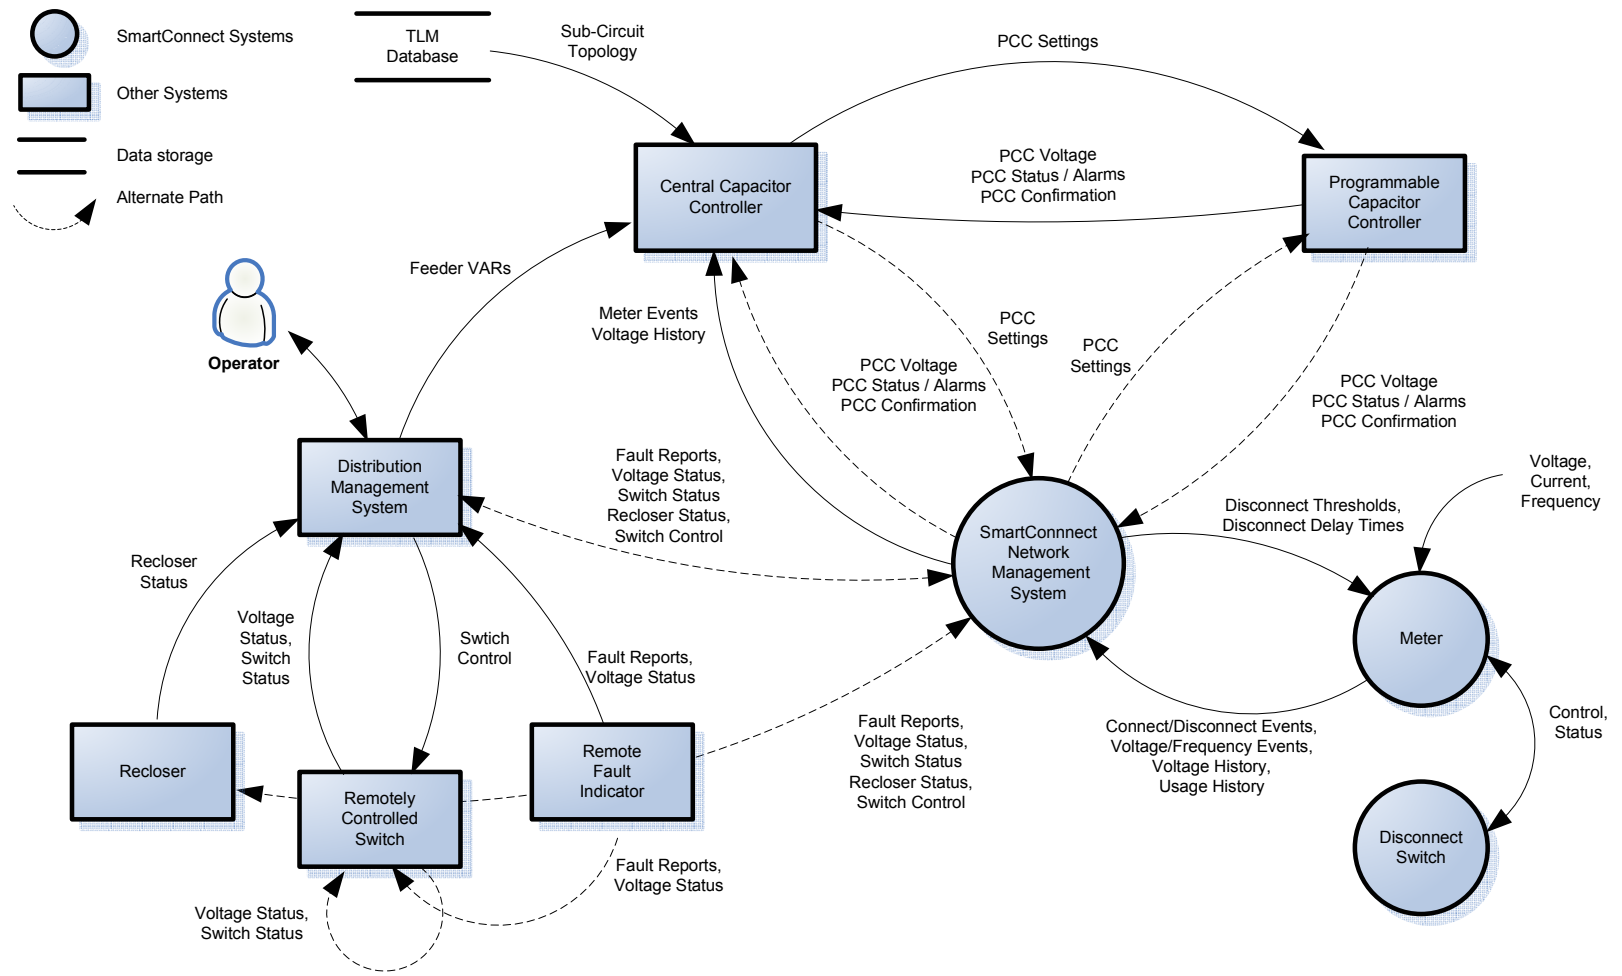 SmartConnect Systems
Other Systems
Data storage
Alternate Path
TLM
Database
Sub-Circuit
Topology
PCC Settings
Central Capacitor
Controller
PCC Voltage
PCC Status / Alarms
PCC Confirmation
Programmable
Capacitor
Controller
Feeder VARs
Operator
Meter Events
Voltage History
PCC
Settings
PCC
Settings
PCC Voltage
PCC Status / Alarms
PCC Confirmation
PCC Voltage
PCC Status / Alarms
PCC Confirmation
Distribution
Management
System
Fault Reports,
Voltage Status,
Switch Status
Recloser Status,
Switch Control
SmartConnnect
Network
Management
System
Disconnect Thresholds,
Disconnect Delay Times
Voltage,
Current,
Frequency
Recloser
Status
Voltage
Status,
Switch
Status
Swtich
Control
Fault Reports,
Voltage Status
Meter
Recloser
Remotely
Controlled
Switch
Remote
Fault
Indicator
Fault Reports,
Voltage Status,
Switch Status
Recloser Status,
Switch Control
Connect/Disconnect Events,
Voltage/Frequency Events,
Voltage History,
Usage History
Control,
Status
Disconnect
Switch
Fault Reports,
Voltage Status
Voltage Status,
Switch Status